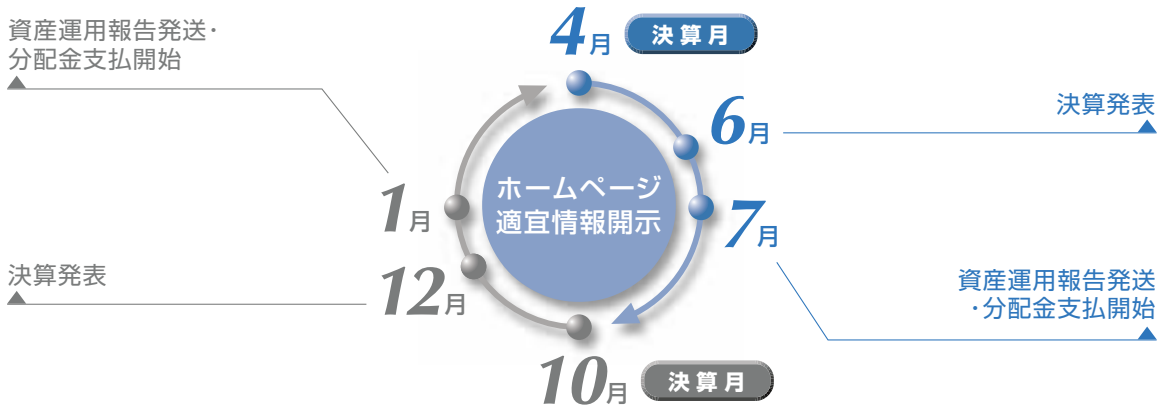 資産運用報告発送・
分配金支払開始
4月
決算月
6月
決算発表
ホームページ
適宜情報開示
1月
7月
決算発表
12月
資産運用報告発送
・分配金支払開始
10月
決算月